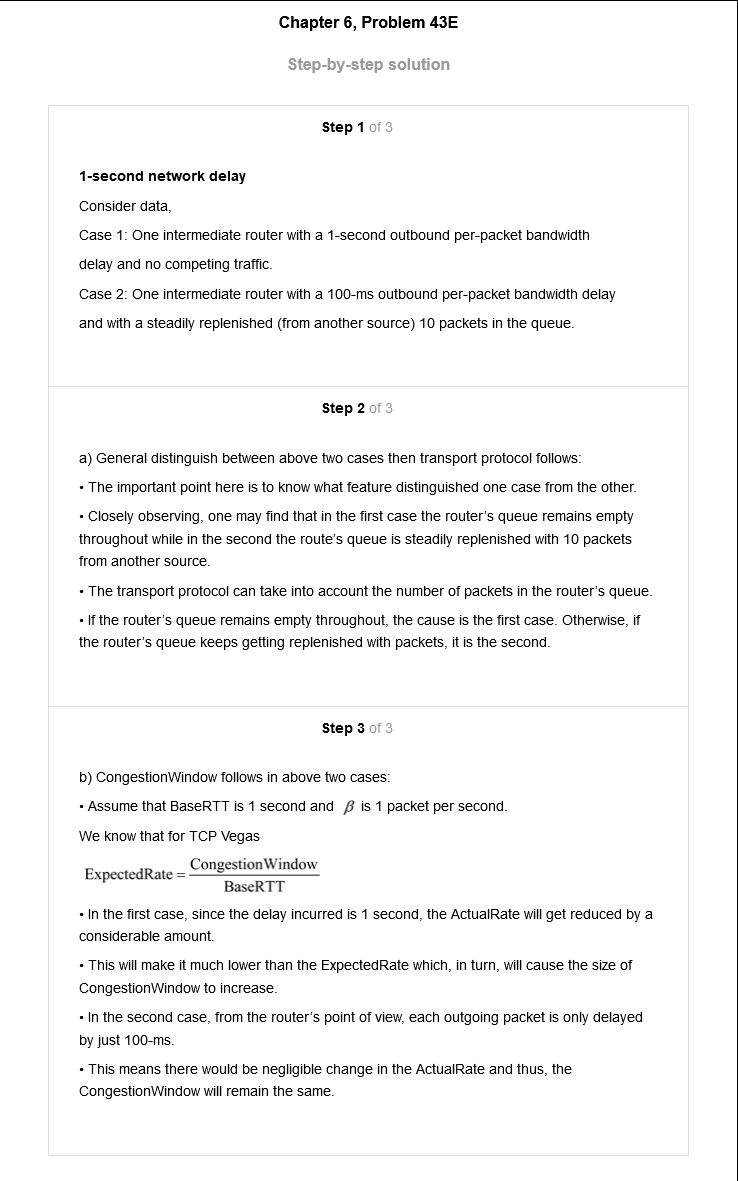 Chapter 6, Problem 43E
Step-by-step solution
Step 1 of 3
1-second network delay
Consider data,
Case 1: One intermediate router with a 1-second outbound per-packet bandwidth
delay and no competing traffic.
Case 2: One intermediate router with a 100-ms outbound per-packet bandwidth delay
and with a steadily replenished (from another source) 10 packets in the queue.
Step 2 of 3
a) General distinguish between above two cases then transport protocol follows:
• The important point here is to know what feature distinguished one case from the other.
• Closely observing, one may find that in the first case the router's queue remains empty
throughout while in the second the route's queue is steadily replenished with 10 packets
from another source.
• The transport protocol can take into account the number of packets in the router's queue.
• If the router's queue remains empty throughout, the cause is the first case. Otherwise, if
the router's queue keeps getting replenished with packets, it is the second.
Step 3 of 3
b) CongestionWindow follows in above two cases:
• Assume that BaseRTT is 1 second and β is 1 packet per second.
We know that for TCP Vegas
ExpectedRate = CongestionWindow / BaseRTT
• In the first case, since the delay incurred is 1 second, the ActualRate will get reduced by a
considerable amount.
• This will make it much lower than the ExpectedRate which, in turn, will cause the size of
CongestionWindow to increase.
• In the second case, from the router's point of view, each outgoing packet is only delayed
by just 100-ms.
• This means there would be negligible change in the ActualRate and thus, the
CongestionWindow will remain the same.